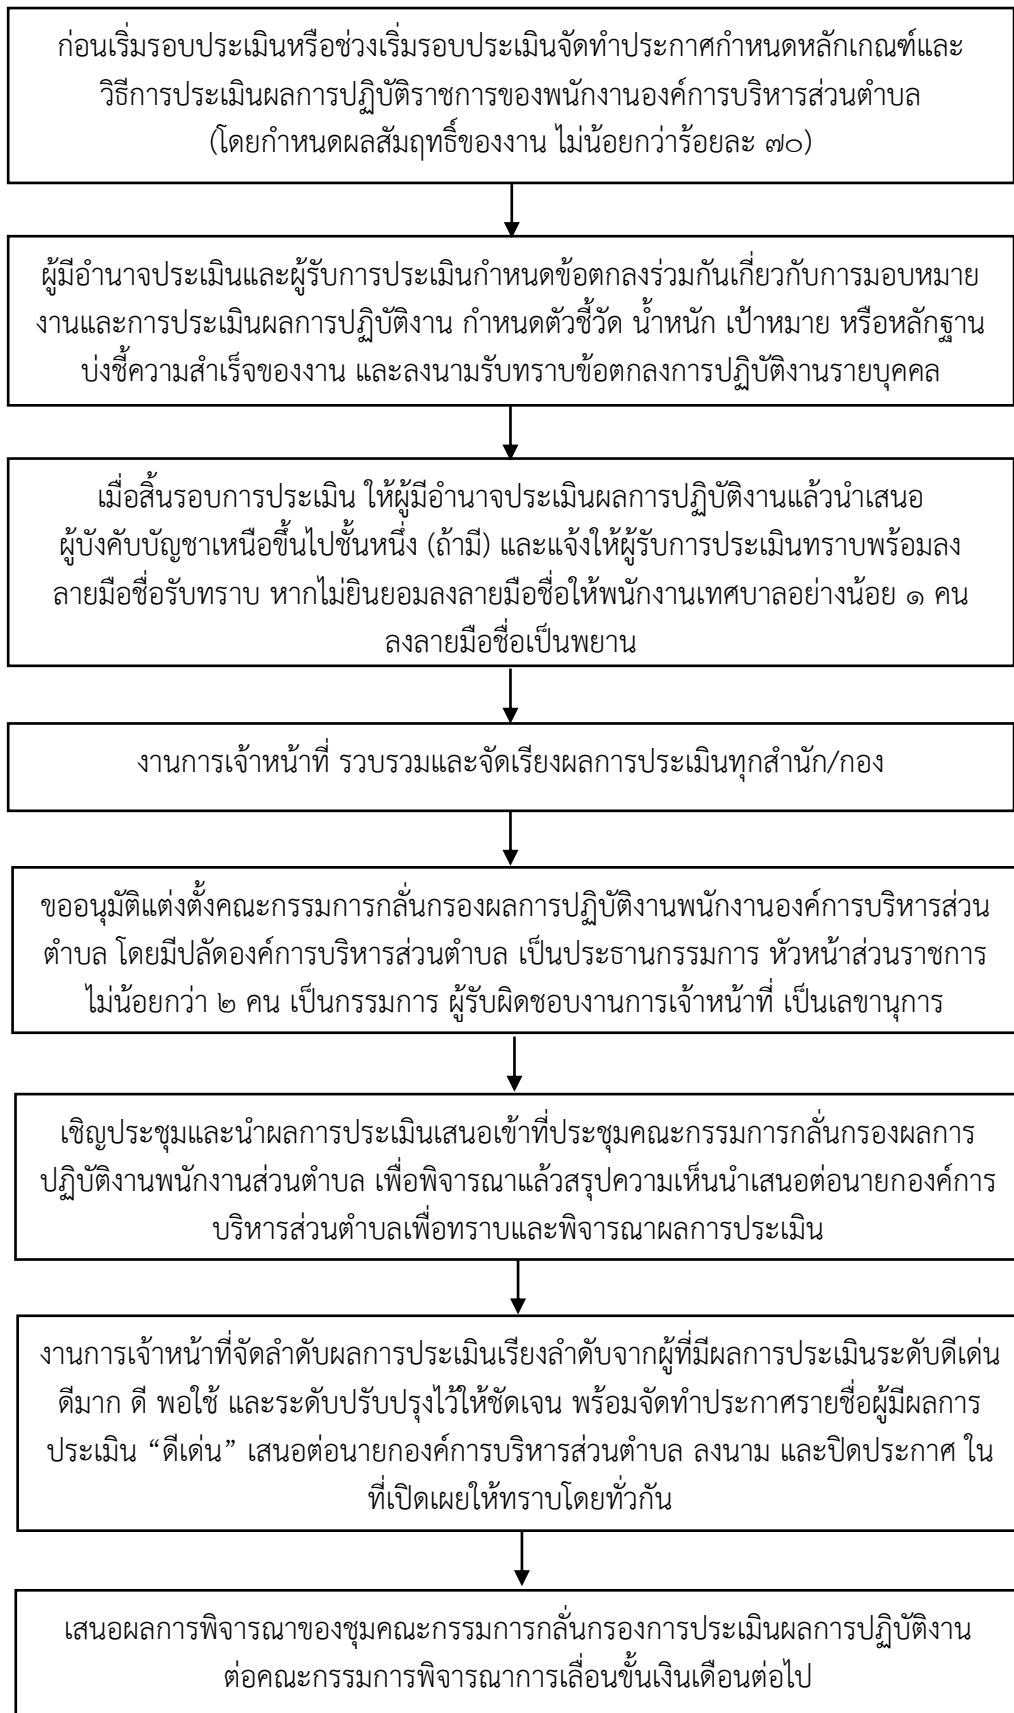 ก่อนเริ่มรอบประเมินหรือช่วงเริ่มรอบประเมินจัดทำประกาศกำหนดหลักเกณฑ์และ
วิธีการประเมินผลการปฏิบัติราชการของพนักงานองค์การบริหารส่วนตำบล
(โดยกำหนดผลสัมฤทธิ์ของงาน ไม่น้อยกว่าร้อยละ ๗๐)
ผู้มีอำนาจประเมินและผู้รับการประเมินกำหนดข้อตกลงร่วมกันเกี่ยวกับการมอบหมาย
งานและการประเมินผลการปฏิบัติงาน กำหนดตัวชี้วัด น้ำหนัก เป้าหมาย หรือหลักฐาน
บ่งชี้ความสำเร็จของงาน และลงนามรับทราบข้อตกลงการปฏิบัติงานรายบุคคล
เมื่อสิ้นรอบการประเมิน ให้ผู้มีอำนาจประเมินผลการปฏิบัติงานแล้วนำเสนอ
ผู้บังคับบัญชาเหนือขึ้นไปชั้นหนึ่ง (ถ้ามี) และแจ้งให้ผู้รับการประเมินทราบพร้อมลง
ลายมือชื่อรับทราบ หากไม่ยินยอมลงลายมือชื่อให้พนักงานเทศบาลอย่างน้อย ๑ คน
ลงลายมือชื่อเป็นพยาน
งานการเจ้าหน้าที่ รวบรวมและจัดเรียงผลการประเมินทุกสำนัก/กอง
ขออนุมัติแต่งตั้งคณะกรรมการกลั่นกรองผลการปฏิบัติงานพนักงานองค์การบริหารส่วน
ตำบล โดยมีปลัดองค์การบริหารส่วนตำบล เป็นประธานกรรมการ หัวหน้าส่วนราชการ
ไม่น้อยกว่า ๒ คน เป็นกรรมการ ผู้รับผิดชอบงานการเจ้าหน้าที่ เป็นเลขานุการ
เชิญประชุมและนำผลการประเมินเสนอเข้าที่ประชุมคณะกรรมการกลั่นกรองผลการ
ปฏิบัติงานพนักงานส่วนตำบล เพื่อพิจารณาแล้วสรุปความเห็นนำเสนอต่อนายกองค์การ
บริหารส่วนตำบลเพื่อทราบและพิจารณาผลการประเมิน
งานการเจ้าหน้าที่จัดลำดับผลการประเมินเรียงลำดับจากผู้ที่มีผลการประเมินระดับดีเด่น
ดีมาก ดี พอใช้ และระดับปรับปรุงไว้ให้ชัดเจน พร้อมจัดทำประกาศรายชื่อผู้มีผลการ
ประเมิน “ดีเด่น” เสนอต่อนายกองค์การบริหารส่วนตำบล ลงนาม และปิดประกาศ ใน
ที่เปิดเผยให้ทราบโดยทั่วกัน
เสนอผลการพิจารณาของชุมคณะกรรมการกลั่นกรองการประเมินผลการปฏิบัติงาน
ต่อคณะกรรมการพิจารณาการเลื่อนขั้นเงินเดือนต่อไป